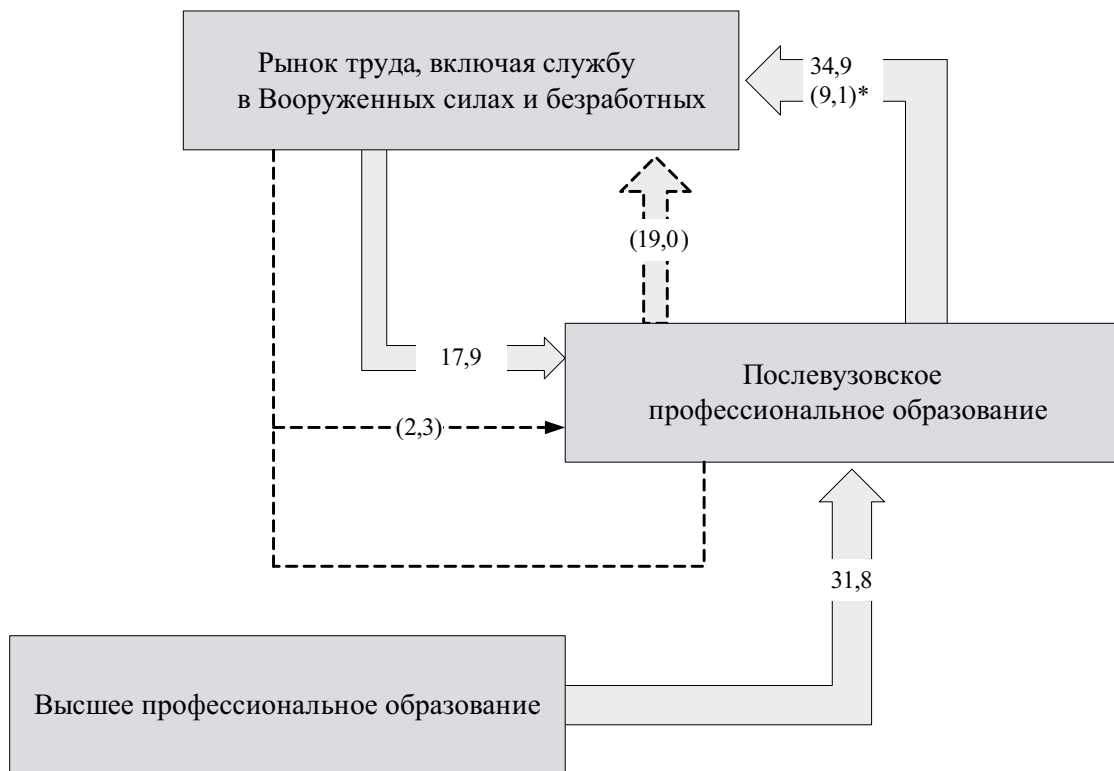 Рынок труда, включая службу
в Вооруженных силах и безработных
34,9
(9,1)*
(19,0)
17,9
Послевузовское
профессиональное образование
(2,3)
31,8
Высшее профессиональное образование